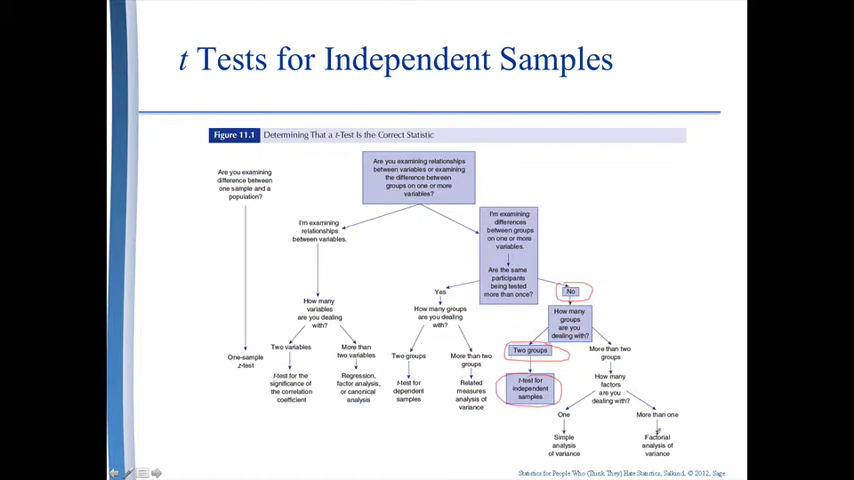 t Tests for Independent Samples
Figure 11.1 Determining That a t-Test Is the Correct Statistic
Are you examining
difference between
one sample and a
population?
One-sample
z-test
Are you examining relationships
between variables or examining
the difference between
groups on one or more
variables?
I'm examining
relationships
between variables.
How many
variables
are you dealing
with?
Two variables
t-test for the
significance of
the correlation
coefficient
More than
two variables
Regression,
factor analysis,
or canonical
analysis
I'm examining
differences
between groups
on one or more
variables.
Are the same
participants
being tested
more than once?
Yes
How many groups
are you dealing
with?
Two groups
t-test for
dependent
samples
More than two
groups
Related
measures
analysis of
variance
No
How many
groups
are you
dealing with?
Two groups
t-test for
independent
samples.
More than two
groups
How many
factors
are you
dealing with?
One
Simple
analysis
of variance
More than one
Factorial
analysis of
variance
Statistics for People Who (Think They) Hate Statistics, Salkind, © 2012, Sage